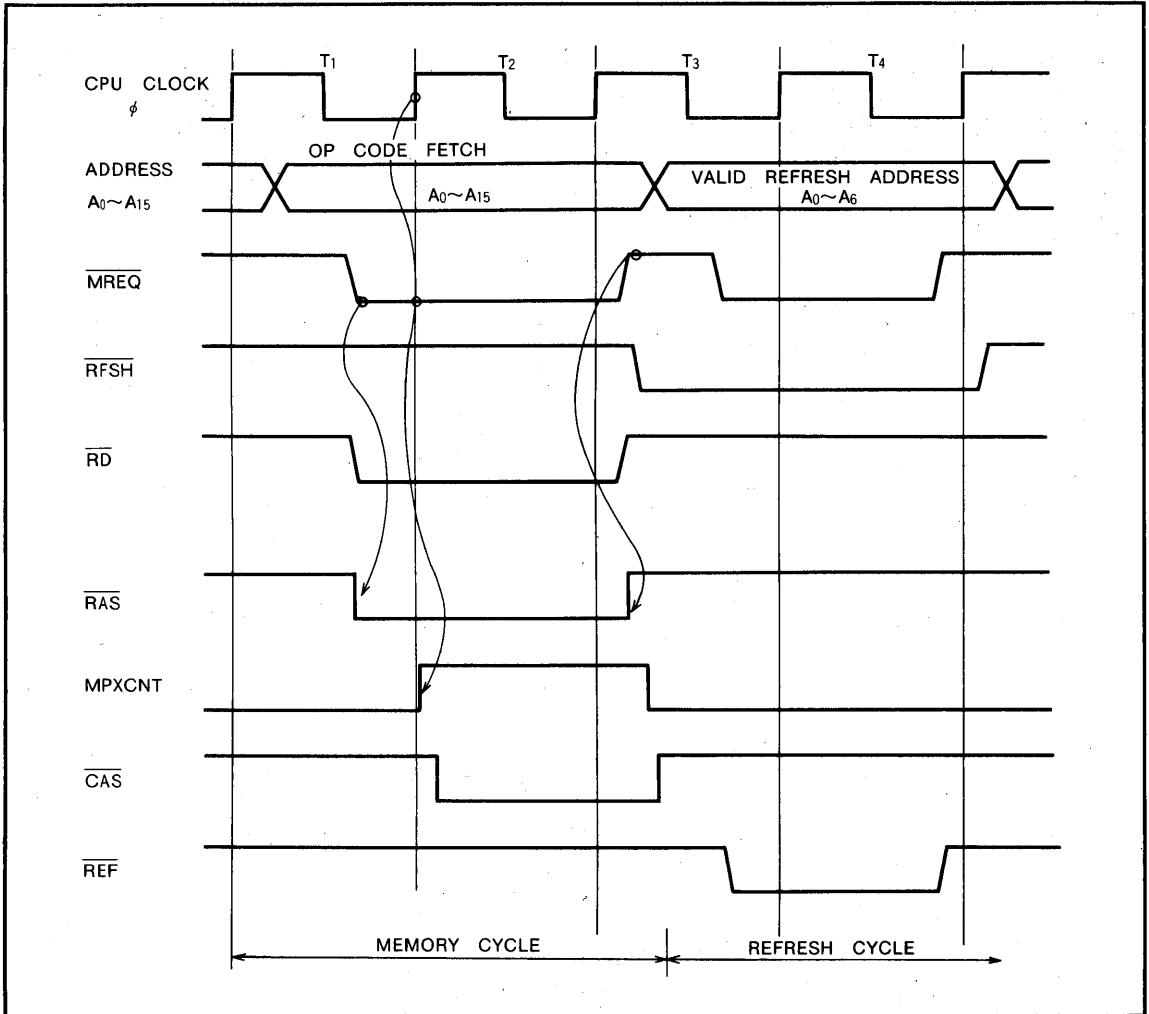 T1 T2 T3 T4
CPU CLOCK
φ
OP CODE FETCH
ADDRESS
VALID REFRESH ADDRESS
A0~A15
A0~A15
A0~A6
MREQ
RFSH
RD
RAS
MPXCNT
CAS
REF
MEMORY CYCLE
REFRESH CYCLE